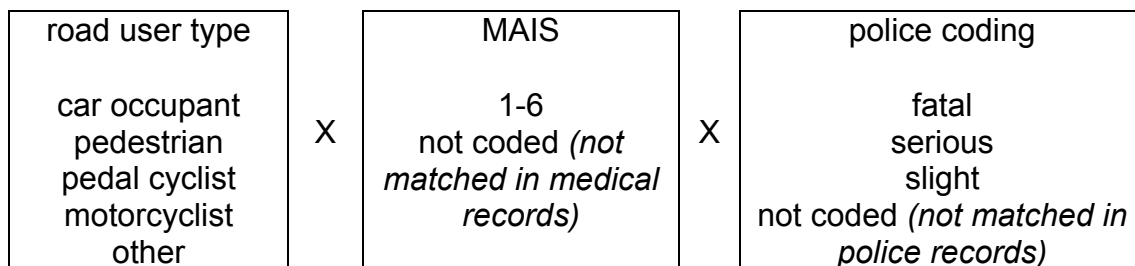 road user type
car occupant
pedestrian
pedal cyclist
motorcyclist
other
X
MAIS
1-6
not coded (not
matched in medical
records)
X
police coding
fatal
serious
slight
not coded (not matched in
police records)